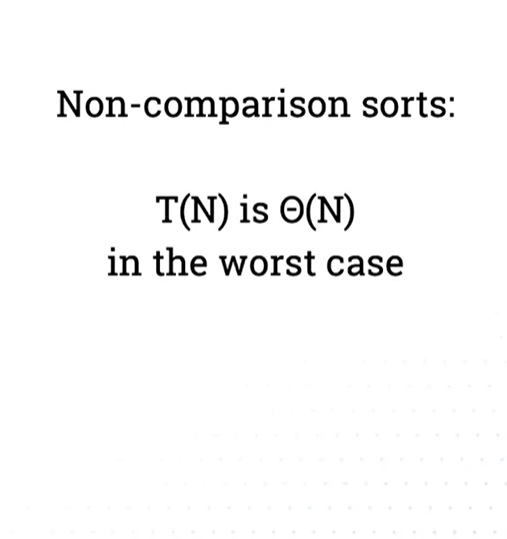 Non-comparison sorts:
T(N) is Θ(N)
in the worst case